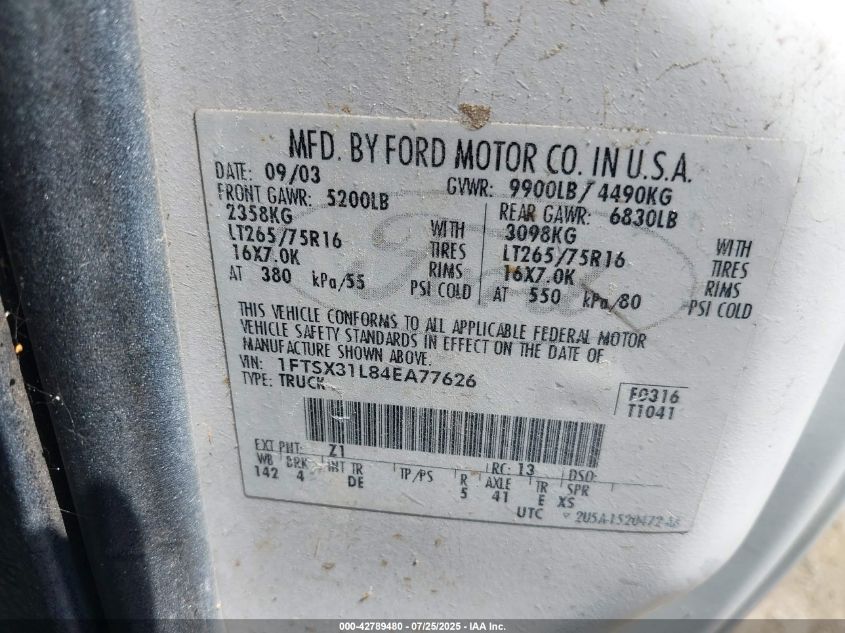 MFD. BY FORD MOTOR CO. IN U.S.A.
DATE: 09/03 GVWR: 9900LB/ 4490KG
FRONT GAWR: 5200LB REAR GAWR: 6830LB
2358KG WITH 3098KG WITH
LT265/75R16 TIRES LT265/75R16 TIRES
16X7.0K RIMS 16X7.0K RIMS
AT 380 kPa/55 PSI COLD AT 550 kPa/80 PSI COLD
THIS VEHICLE CONFORMS TO ALL APPLICABLE FEDERAL MOTOR
VEHICLE SAFETY STANDARDS IN EFFECT ON THE DATE OF
MANUFACTURE SHOWN ABOVE.
VIN: 1FTSX31L84EA77626
TYPE: TRUCK
F0316
T1041
EXT PNT: Z1 RC: 13 DSO:
WB BRK INT TR TP/PS R AXLE TR SPR
142 4 DE 5 41 E XS
UTC
000-42789480 - 07/25/2025 - IAA Inc.